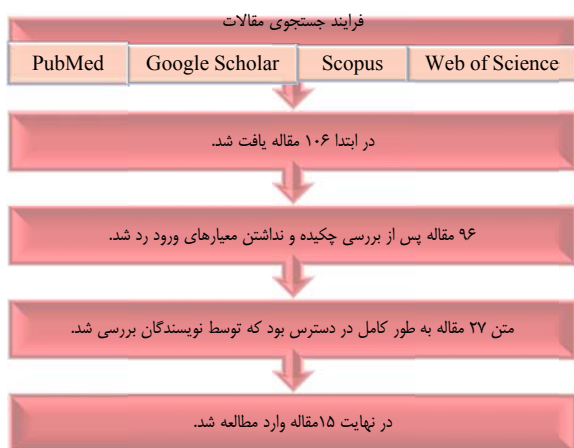 فرایند جستجوی مقالات
PubMed Google Scholar Scopus Web of Science
در ابتدا ۱۰۶ مقاله یافت شد.
۹۶ مقاله پس از بررسی چکیده و نداشتن معیارهای ورود رد شد.
متن ۲۷ مقاله به طور کامل در دسترس بود که توسط نویسندگان بررسی شد.
در نهایت ۱۵مقاله وارد مطالعه شد.